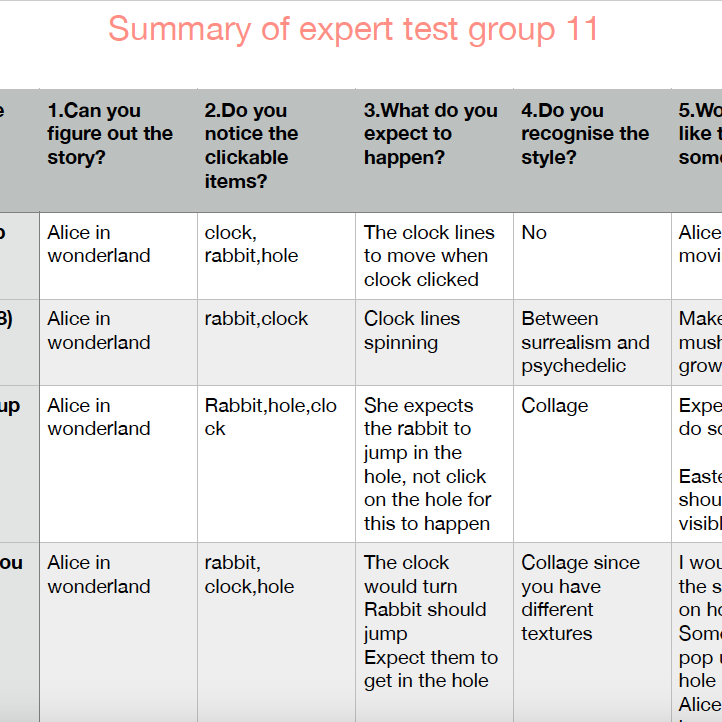 Summary of expert test group 11
1.Can you
figure out the
story?
2.Do you
notice the
clickable
items?
3.What do you
expect to
happen?
4.Do you
recognise the
style?
5.Wo
like t
some
Alice in
wonderland
clock,
rabbit,hole
The clock lines
to move when
clock clicked
No
Alice
movi
8)
Alice in
wonderland
rabbit,clock
Clock lines
spinning
Between
surrealism and
psychedelic
Make
mush
grow
up
Alice in
wonderland
Rabbit,hole,clo
ck
She expects
the rabbit to
jump in the
hole, not click
on the hole for
this to happen
Collage
Expe
do so
Easte
shou
visibl
ou
Alice in
wonderland
rabbit,
clock,hole
The clock
would turn
Rabbit should
jump
Expect them to
get in the hole
Collage since
you have
different
textures
I wou
the s
on ho
Some
pop u
hole
Alice